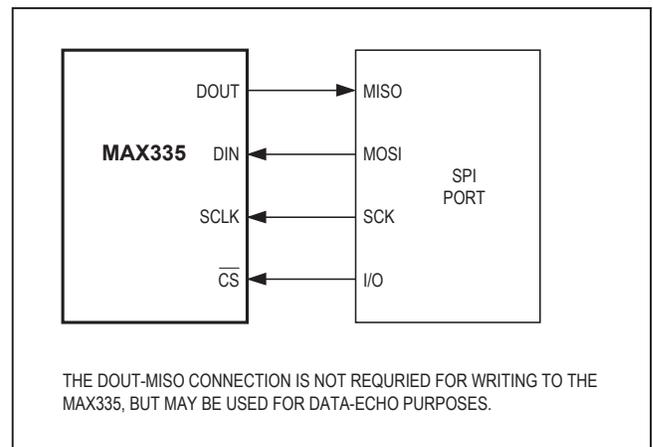 DOUT
MISO
MAX335
DIN
MOSI
SPI
PORT
SCLK
SCK
CS
I/O
THE DOUT-MISO CONNECTION IS NOT REQURIED FOR WRITING TO THE
MAX335, BUT MAY BE USED FOR DATA-ECHO PURPOSES.